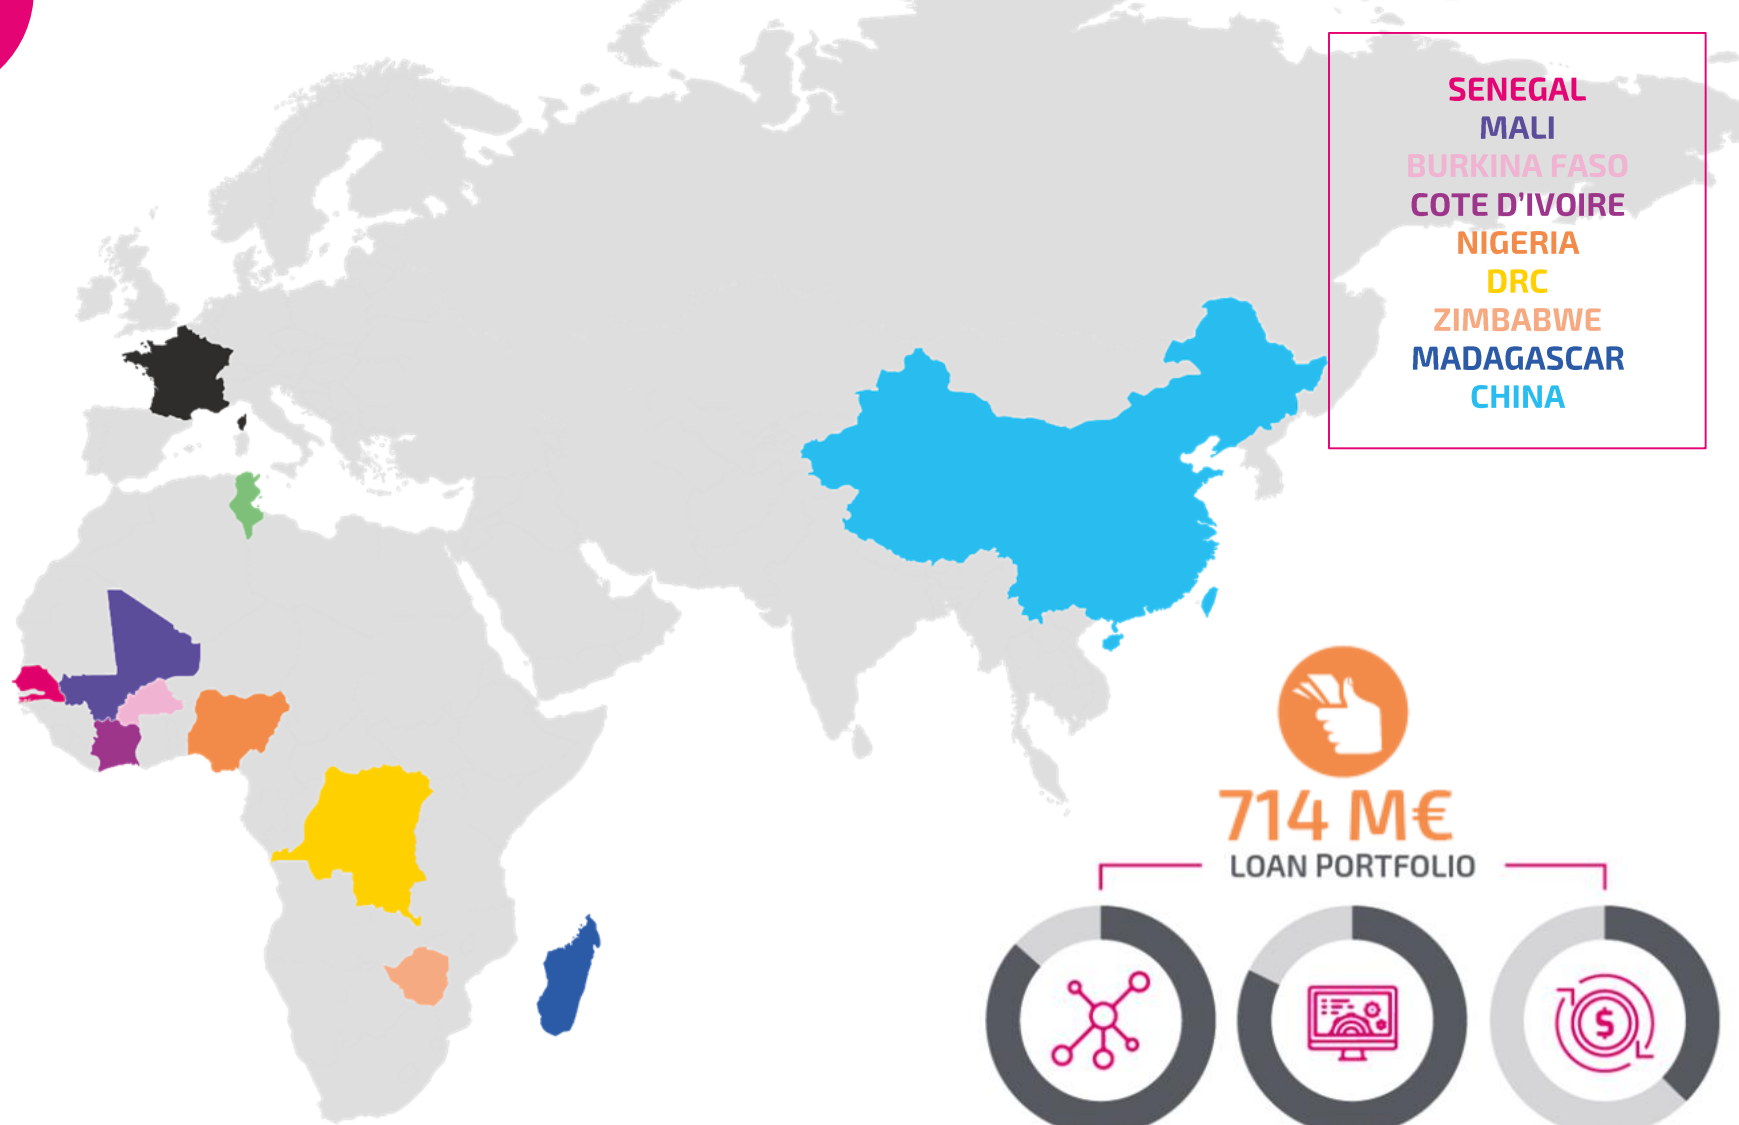 SENEGAL
MALI
BURKINA FASO
COTE D’IVOIRE
NIGERIA
DRC
ZIMBABWE
MADAGASCAR
CHINA
714 M€
LOAN PORTFOLIO
$